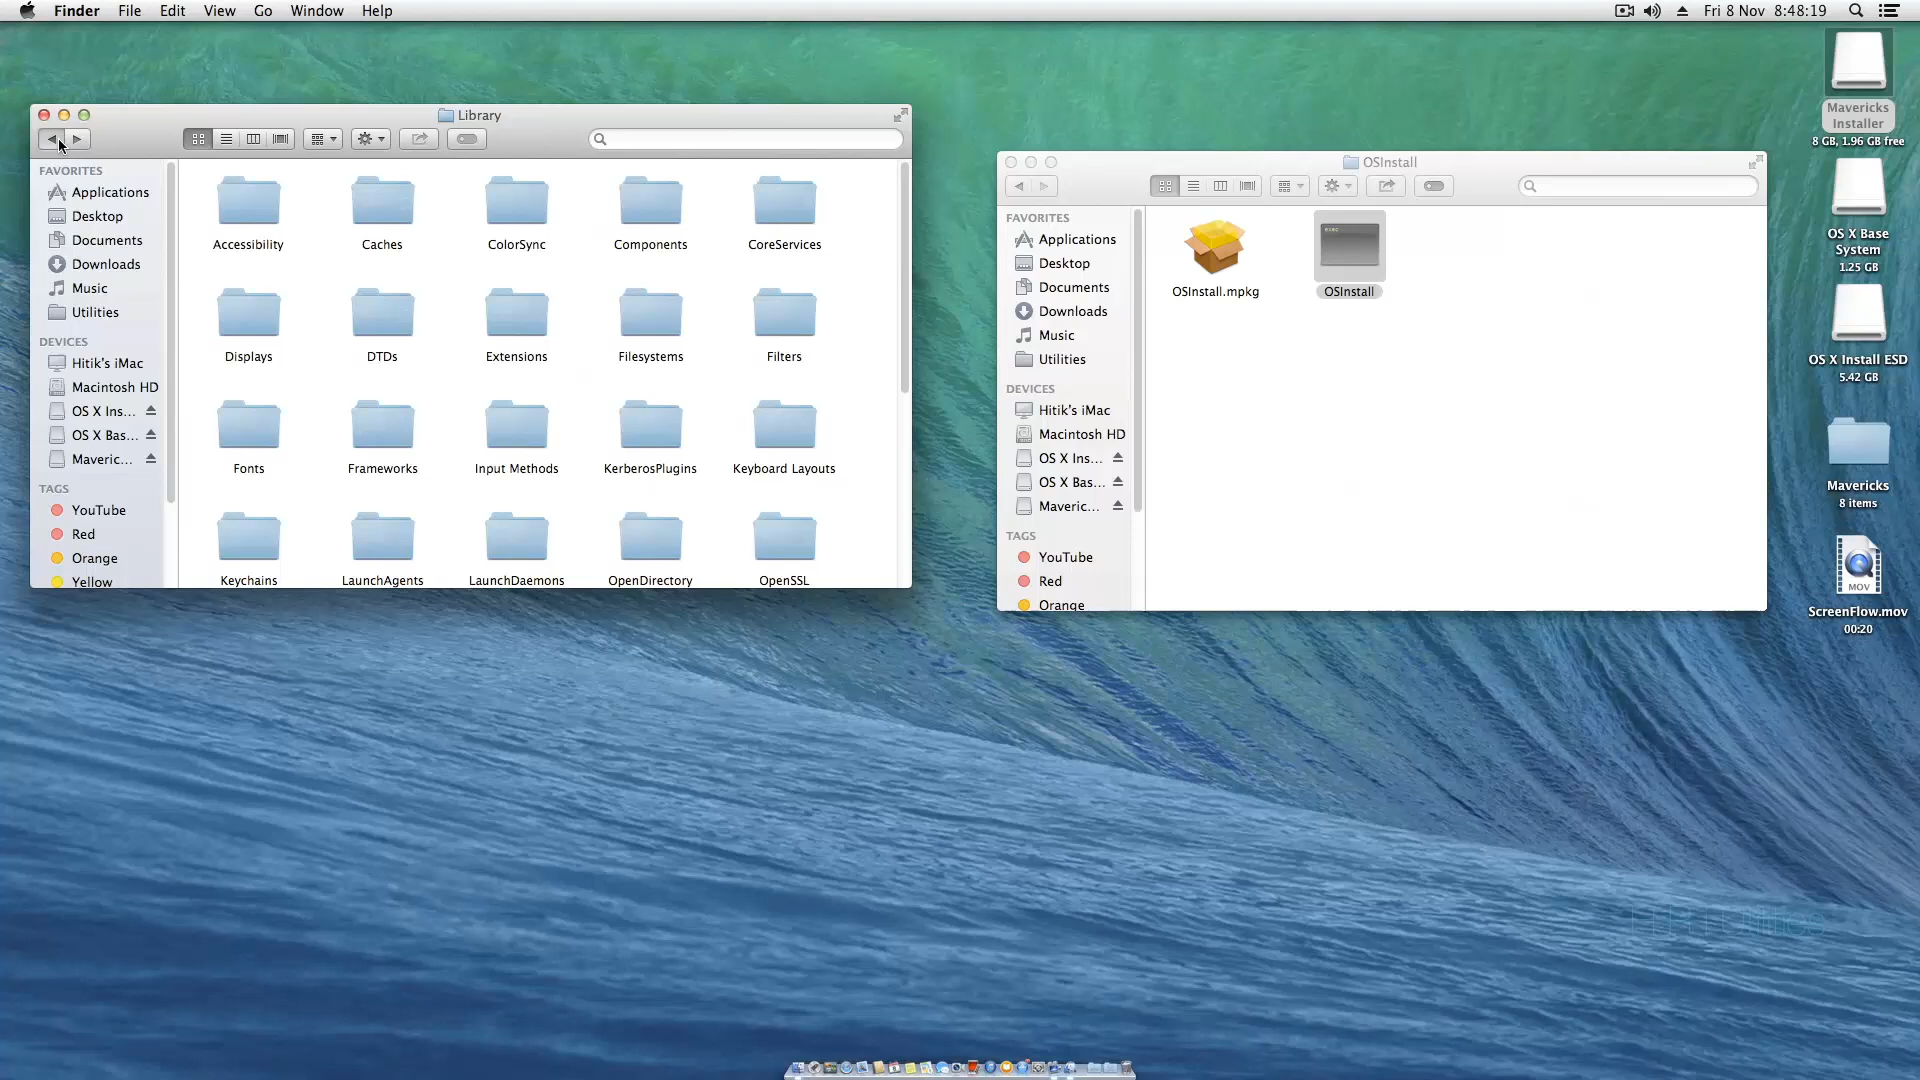 Finder File Edit View Go Window Help
Fri 8 Nov 8:48:19
Library
FAVORITES
Applications
Desktop
Documents
Downloads
Music
Utilities
DEVICES
Hitik's iMac
Macintosh HD
OS X Ins...
OS X Bas...
Maveric...
TAGS
YouTube
Red
Orange
Yellow
Accessibility Caches ColorSync Components CoreServices
Displays DTDs Extensions Filesystems Filters
Fonts Frameworks Input Methods KerberosPlugins Keyboard Layouts
Keychains LaunchAgents LaunchDaemons OpenDirectory OpenSSL
OSInstall
FAVORITES
Applications
Desktop
Documents
Downloads
Music
Utilities
DEVICES
Hitik's iMac
Macintosh HD
OS X Ins...
OS X Bas...
Maveric...
TAGS
YouTube
Red
Orange
OSInstall.mpkg OSInstall
Mavericks
Installer
8 GB, 1.96 GB free
OS X Base
System
1.25 GB
OS X Install ESD
5.42 GB
Mavericks
8 items
MOV
ScreenFlow.mov
00:20